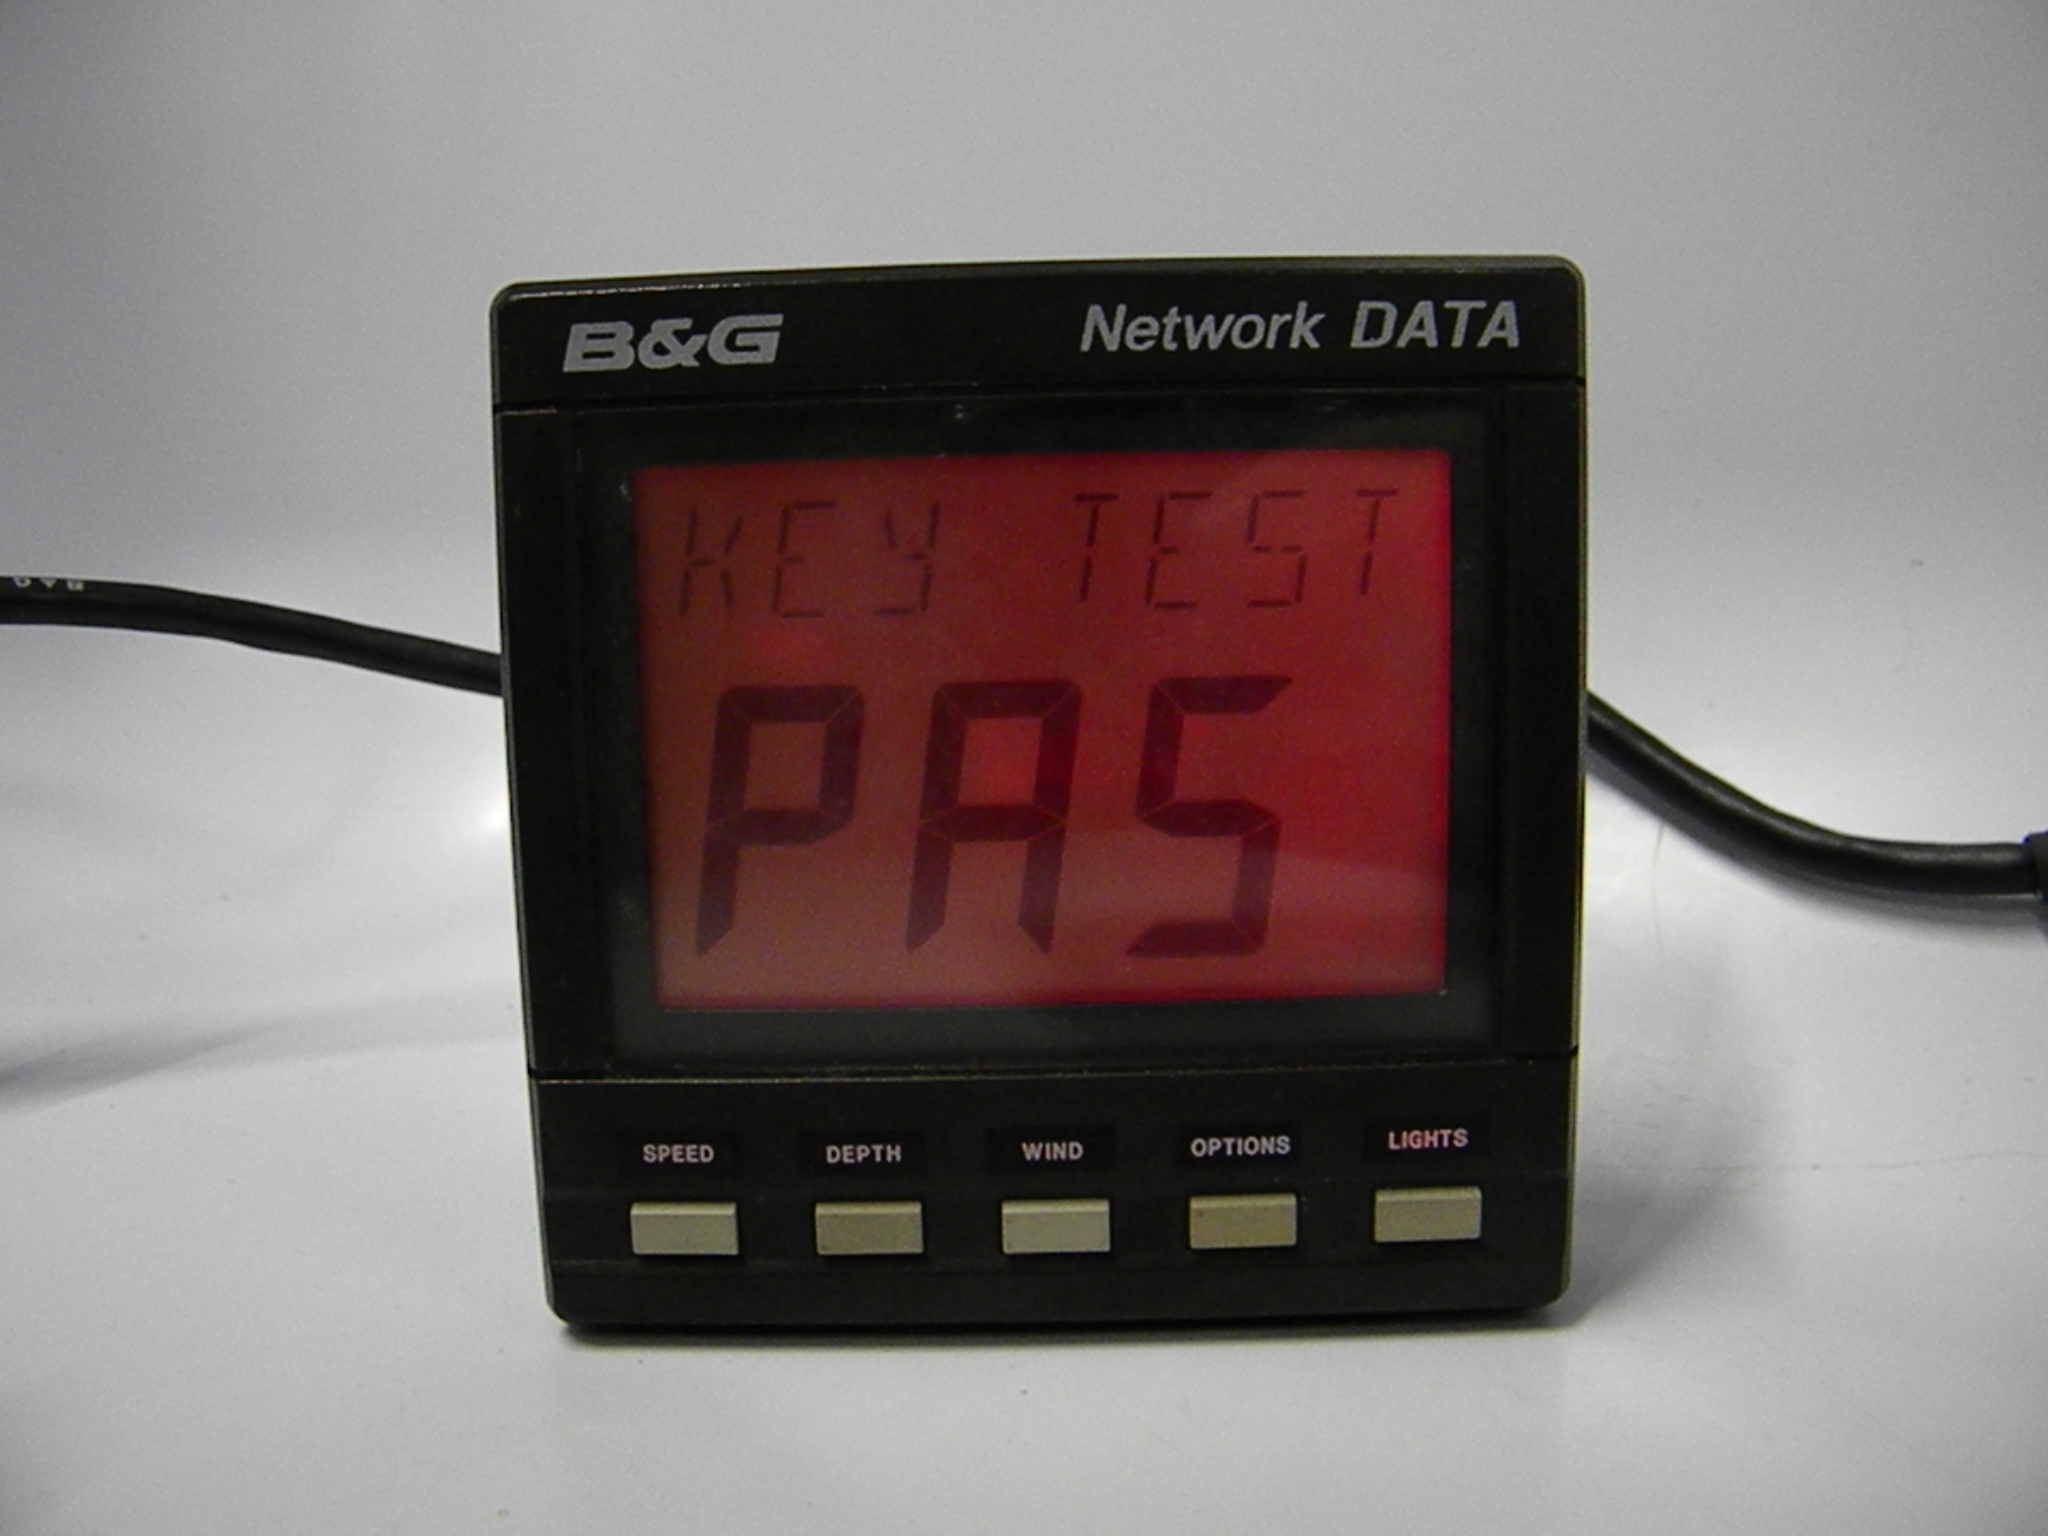 B&G Network DATA
KEY TEST
PAS
SPEED DEPTH WIND OPTIONS LIGHTS